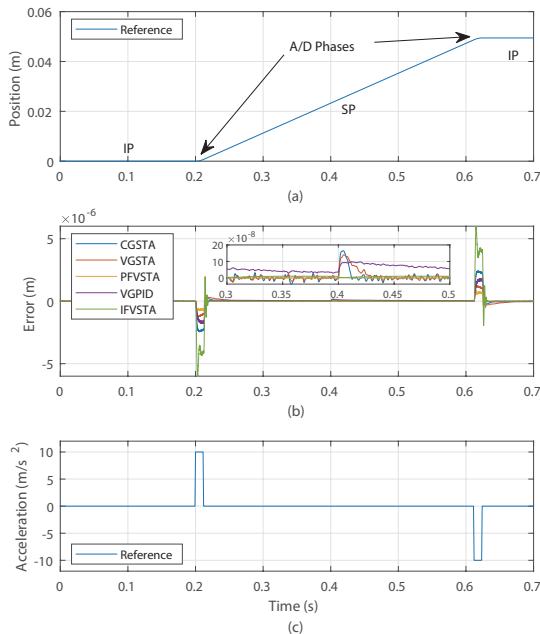 Reference
A/D Phases
IP
SP
IP
Position (m)
0.06
0.04
0.02
0
0 0.1 0.2 0.3 0.4 0.5 0.6 0.7
(a)
×10⁻⁶
CGSTA
VGSTA
PFVSTA
VGPID
IFVSTA
×10⁻⁸
20
10
0
0.3 0.35 0.4 0.45 0.5
Error (m)
5
0
-5
0 0.1 0.2 0.3 0.4 0.5 0.6 0.7
(b)
Acceleration (m/s²)
10
5
0
-5
-10
Reference
0 0.1 0.2 0.3 0.4 0.5 0.6 0.7
Time (s)
(c)